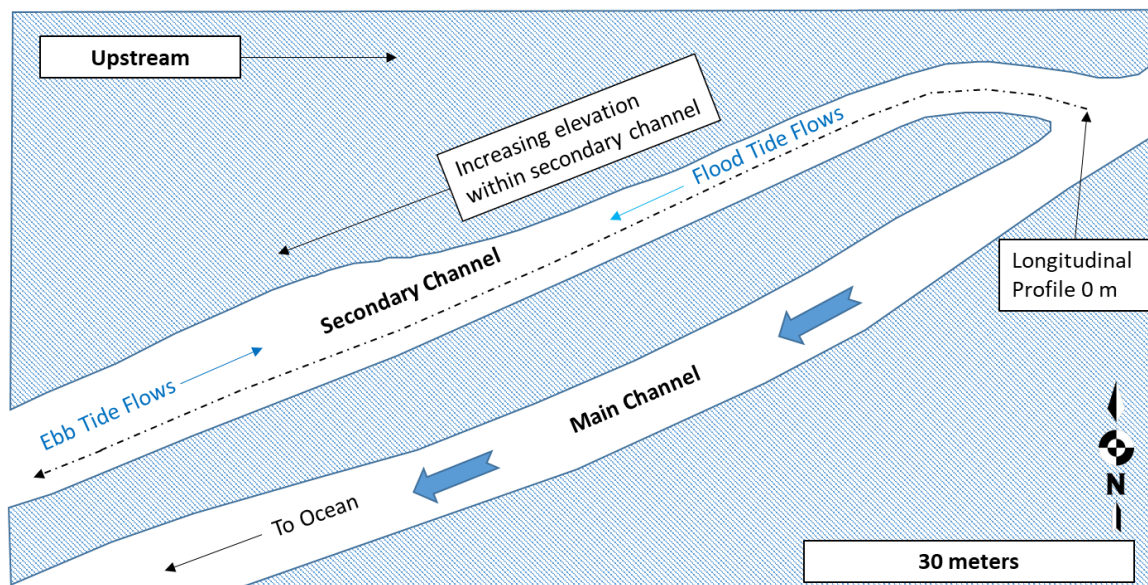 Upstream
Increasing elevation
within secondary channel
Flood Tide Flows
Longitudinal
Profile 0 m
Secondary Channel
Ebb Tide Flows
Main Channel
To Ocean
N
30 meters